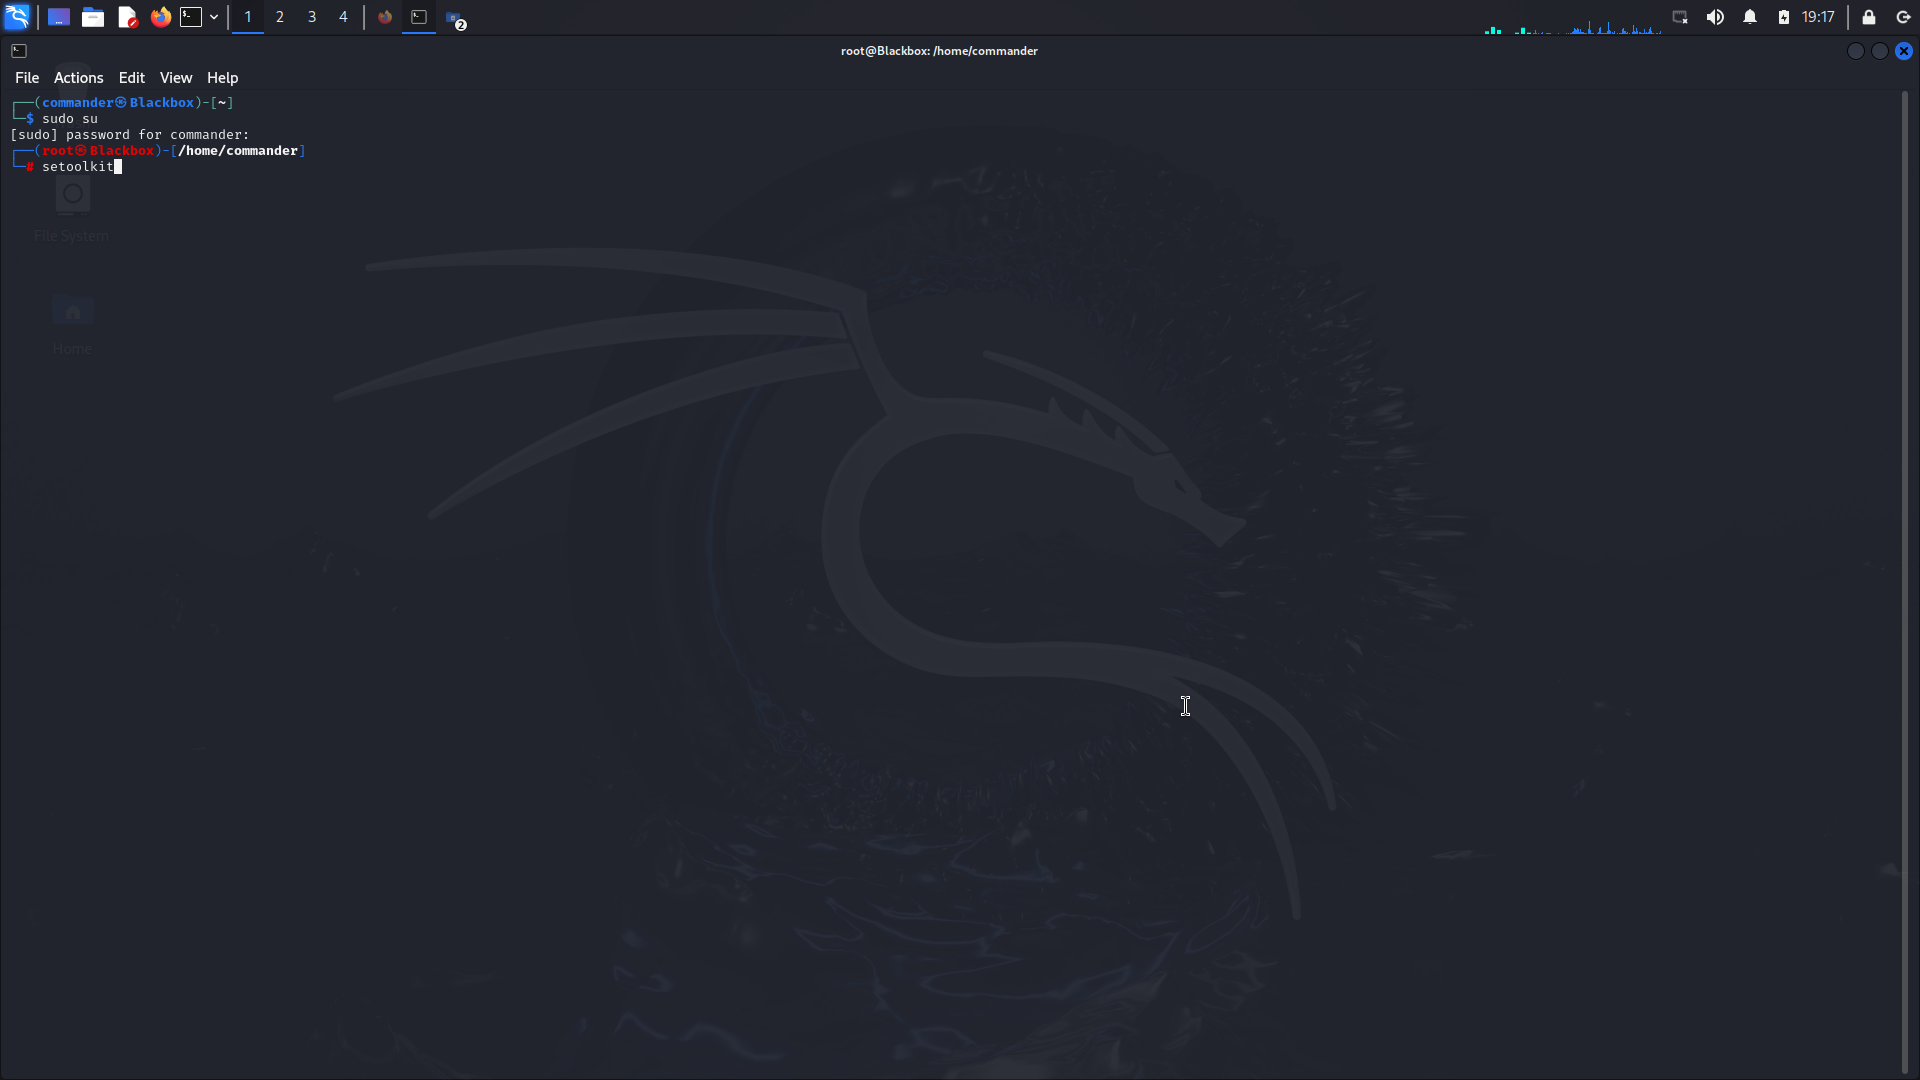 1 2 3 4 2 19:17
root@Blackbox: /home/commander
File Actions Edit View Help
┌──(commander㉿Blackbox)-[~]
└─$ sudo su
[sudo] password for commander:
┌──(root㉿Blackbox)-[/home/commander]
└─# setoolkit
File System
Home